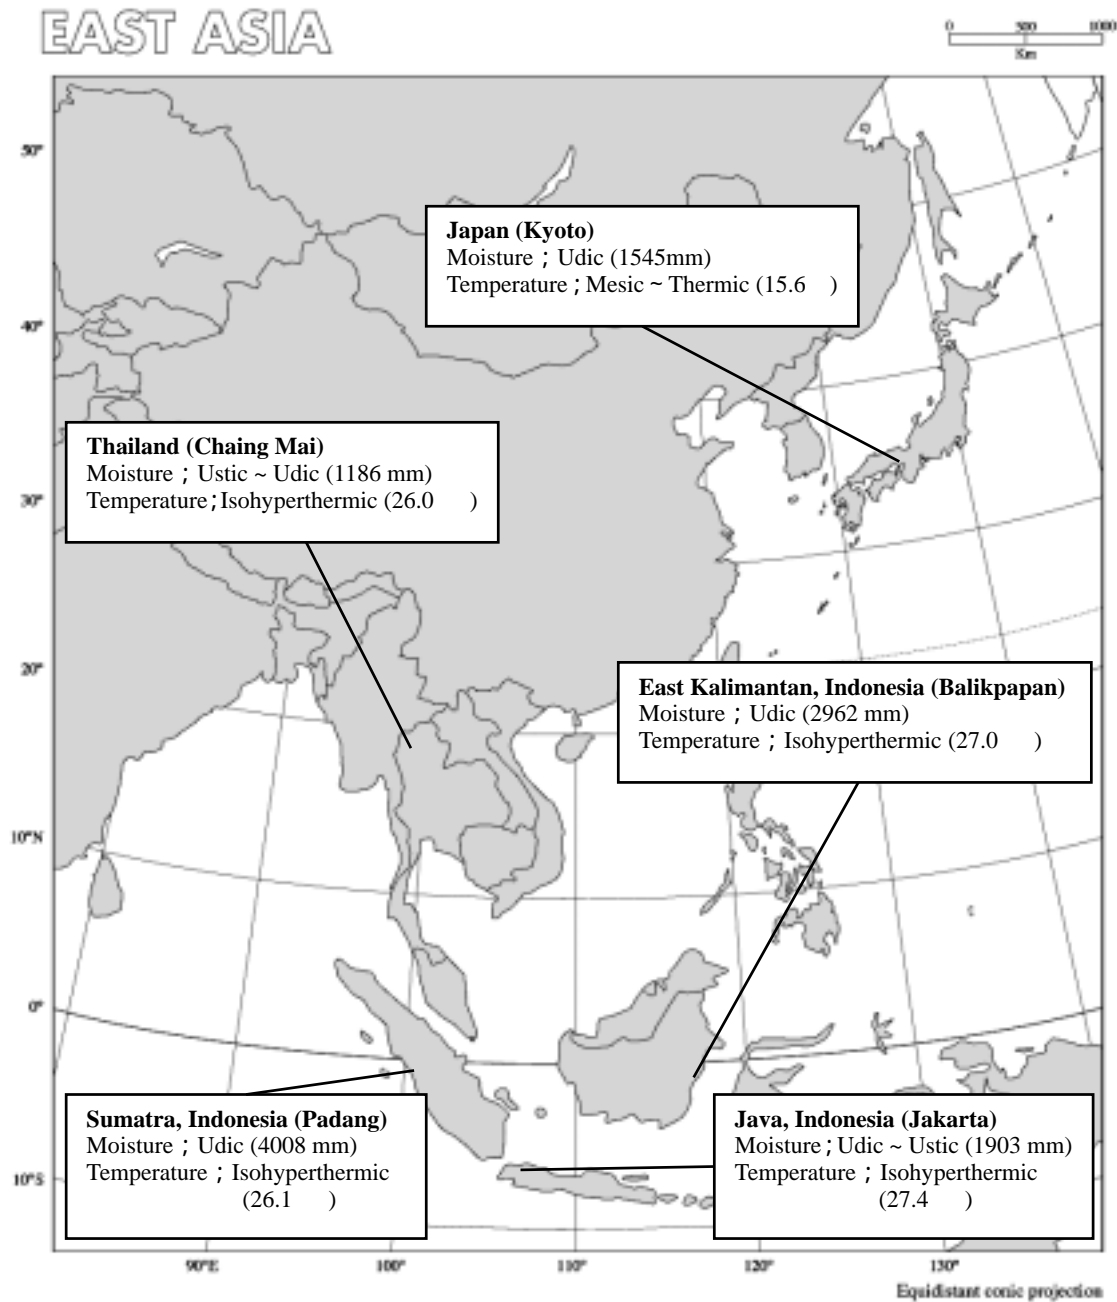 EAST ASIA
0 500 1000
Km
50°
40°
30°
20°
10°N
0°
10°S
Japan (Kyoto)
Moisture ; Udic (1545mm)
Temperature ; Mesic ~ Thermic (15.6 )
Thailand (Chaing Mai)
Moisture ; Ustic ~ Udic (1186 mm)
Temperature ; Isohyperthermic (26.0 )
East Kalimantan, Indonesia (Balikpapan)
Moisture ; Udic (2962 mm)
Temperature ; Isohyperthermic (27.0 )
Sumatra, Indonesia (Padang)
Moisture ; Udic (4008 mm)
Temperature ; Isohyperthermic
(26.1 )
Java, Indonesia (Jakarta)
Moisture ; Udic ~ Ustic (1903 mm)
Temperature ; Isohyperthermic
(27.4 )
90°E 100° 110° 120° 130°
Equidistant conic projection